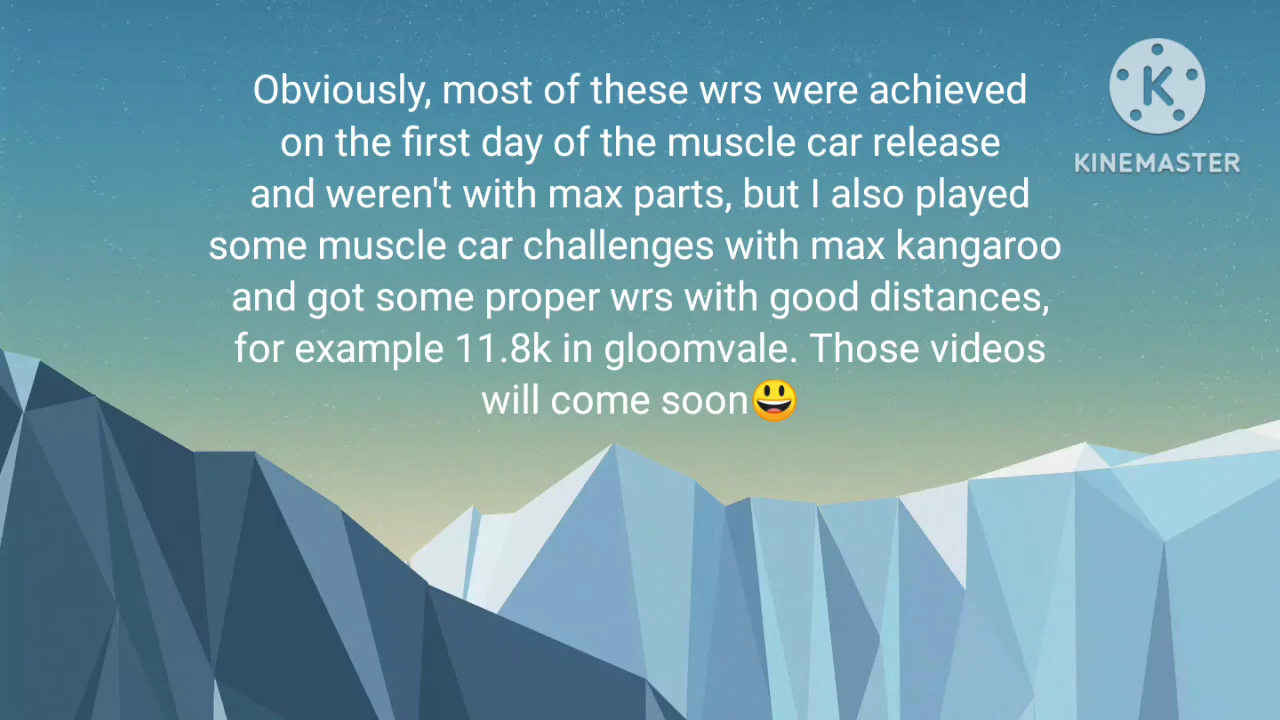 Obviously, most of these wrs were achieved
on the first day of the muscle car release
and weren't with max parts, but I also played
some muscle car challenges with max kangaroo
and got some proper wrs with good distances,
for example 11.8k in gloomvale. Those videos
will come soon😃
K
KINEMASTER